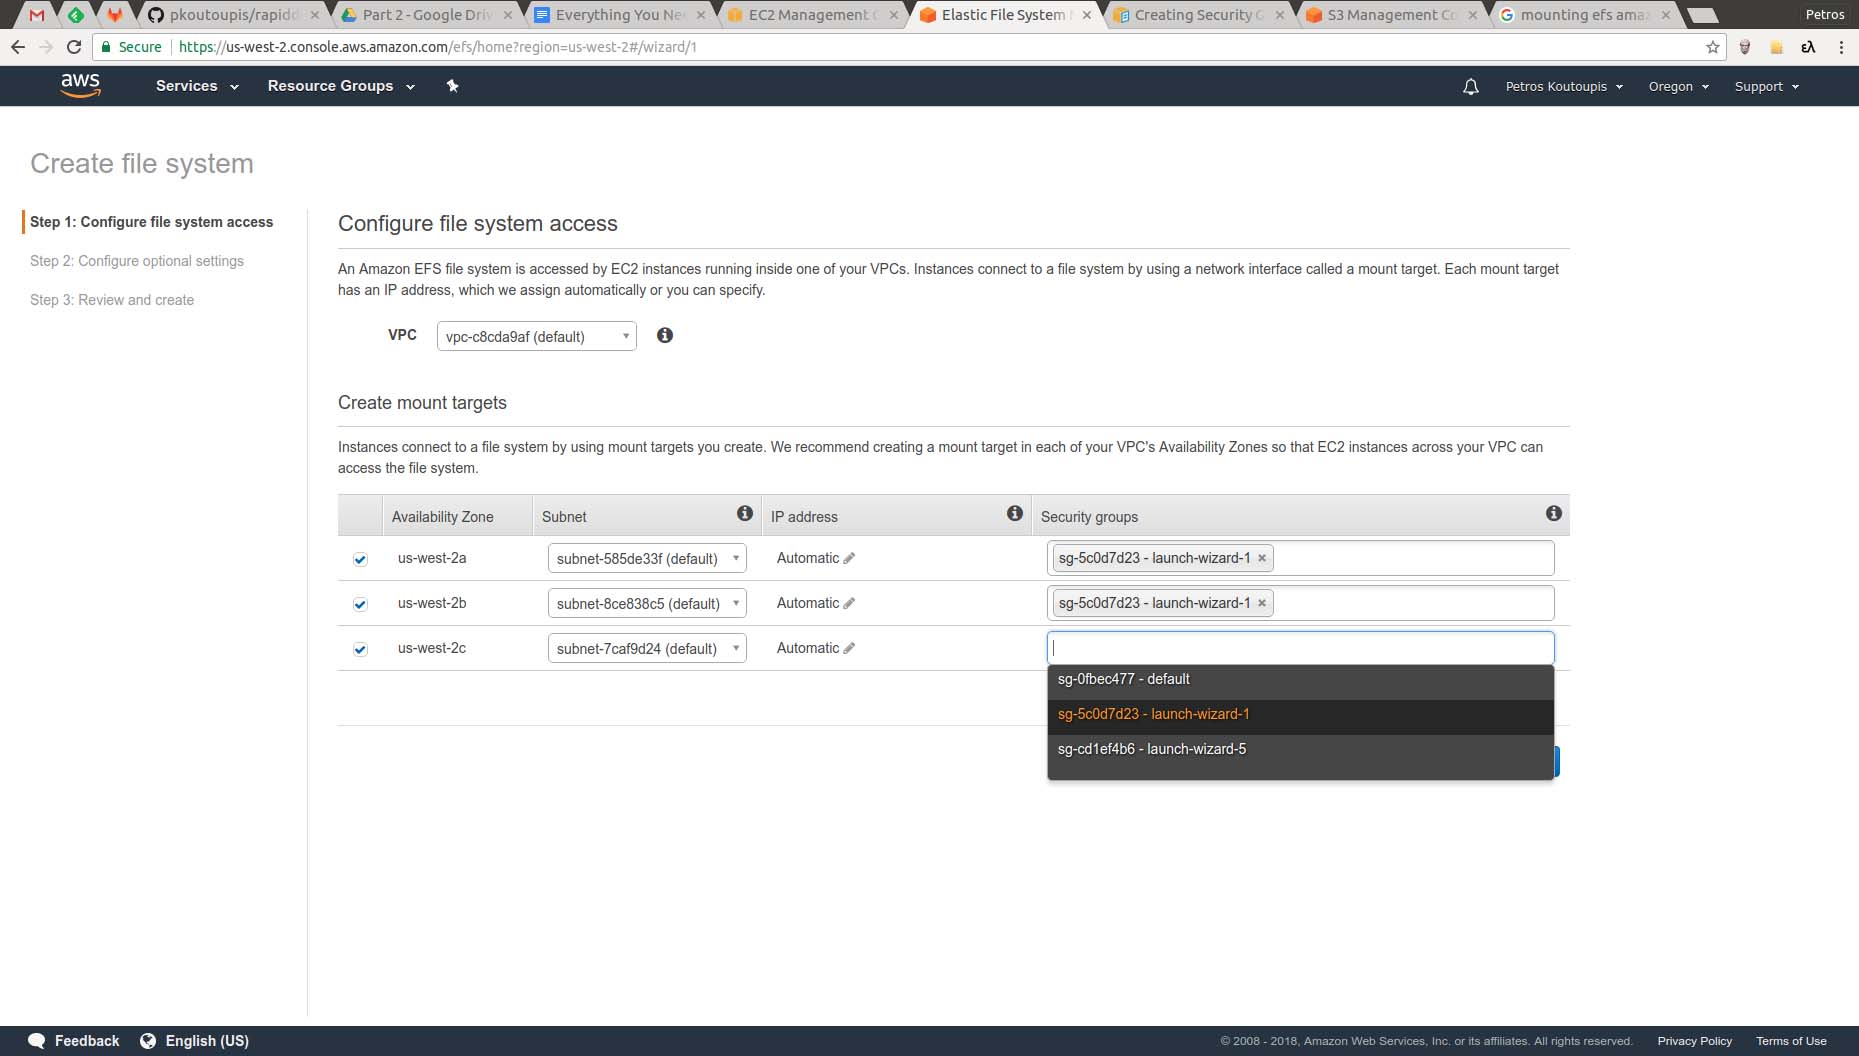 pkoutoupis/rapidd
Part 2 - Google Driv
Everything You Nee
EC2 Management C
Elastic File System M
Creating Security G
S3 Management Co
mounting efs amaz
Petros
Secure
https://us-west-2.console.aws.amazon.com/efs/home?region=us-west-2#/wizard/1
ελ
aws
Services
Resource Groups
Petros Koutoupis
Oregon
Support
Create file system
Step 1: Configure file system access
Step 2: Configure optional settings
Step 3: Review and create
Configure file system access
An Amazon EFS file system is accessed by EC2 instances running inside one of your VPCs. Instances connect to a file system by using a network interface called a mount target. Each mount target
has an IP address, which we assign automatically or you can specify.
VPC
vpc-c8cda9af (default)
Create mount targets
Instances connect to a file system by using mount targets you create. We recommend creating a mount target in each of your VPC's Availability Zones so that EC2 instances across your VPC can
access the file system.
Availability Zone
Subnet
IP address
Security groups
us-west-2a
subnet-585de33f (default)
Automatic
sg-5c0d7d23 - launch-wizard-1
us-west-2b
subnet-8ce838c5 (default)
Automatic
sg-5c0d7d23 - launch-wizard-1
us-west-2c
subnet-7caf9d24 (default)
Automatic
sg-0fbec477 - default
sg-5c0d7d23 - launch-wizard-1
sg-cd1ef4b6 - launch-wizard-5
Feedback
English (US)
© 2008 - 2018, Amazon Web Services, Inc. or its affiliates. All rights reserved.
Privacy Policy
Terms of Use